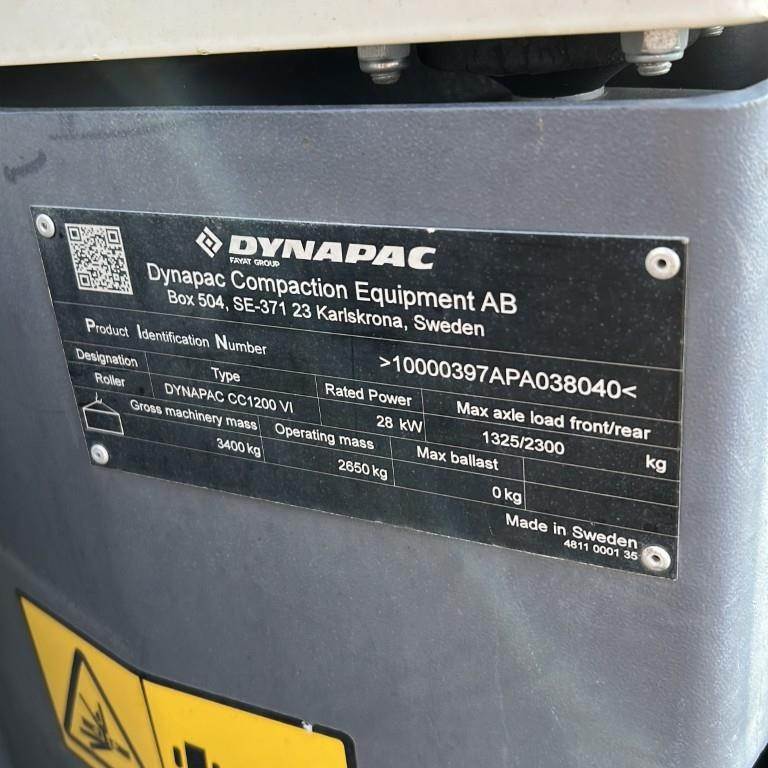 DYNAPAC
FAYAT GROUP
Dynapac Compaction Equipment AB
Box 504, SE-371 23 Karlskrona, Sweden
Product Identification Number >10000397APA038040<
Designation Type Rated Power Max axle load front/rear
Roller DYNAPAC CC1200 VI 28 kW 1325/2300 kg
Gross machinery mass Operating mass Max ballast
3400 kg 2650 kg 0 kg
Made in Sweden
4811 0001 35